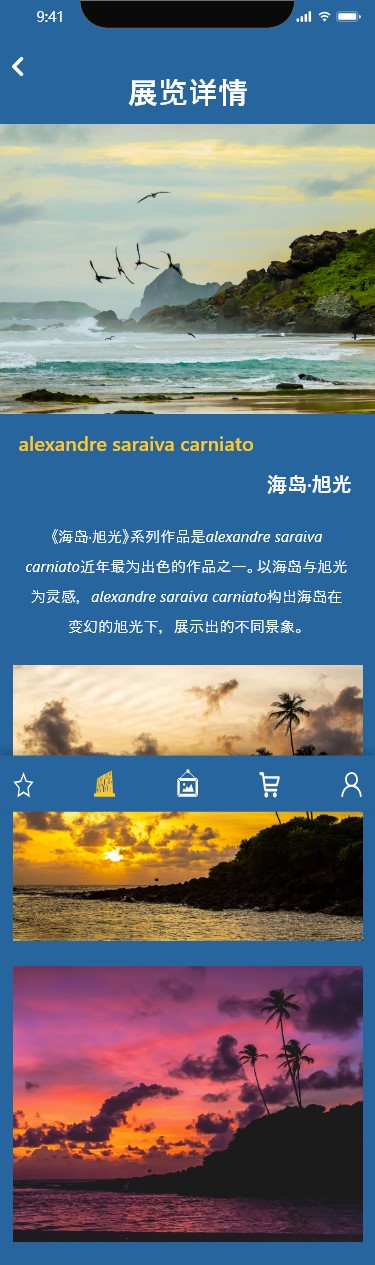 9:41
展览详情
alexandre saraiva carniato
海岛·旭光
《海岛·旭光》系列作品是alexandre saraiva
carniato近年最为出色的作品之一。以海岛与旭光
为灵感，alexandre saraiva carniato构出海岛在
变幻的旭光下，展示出的不同景象。